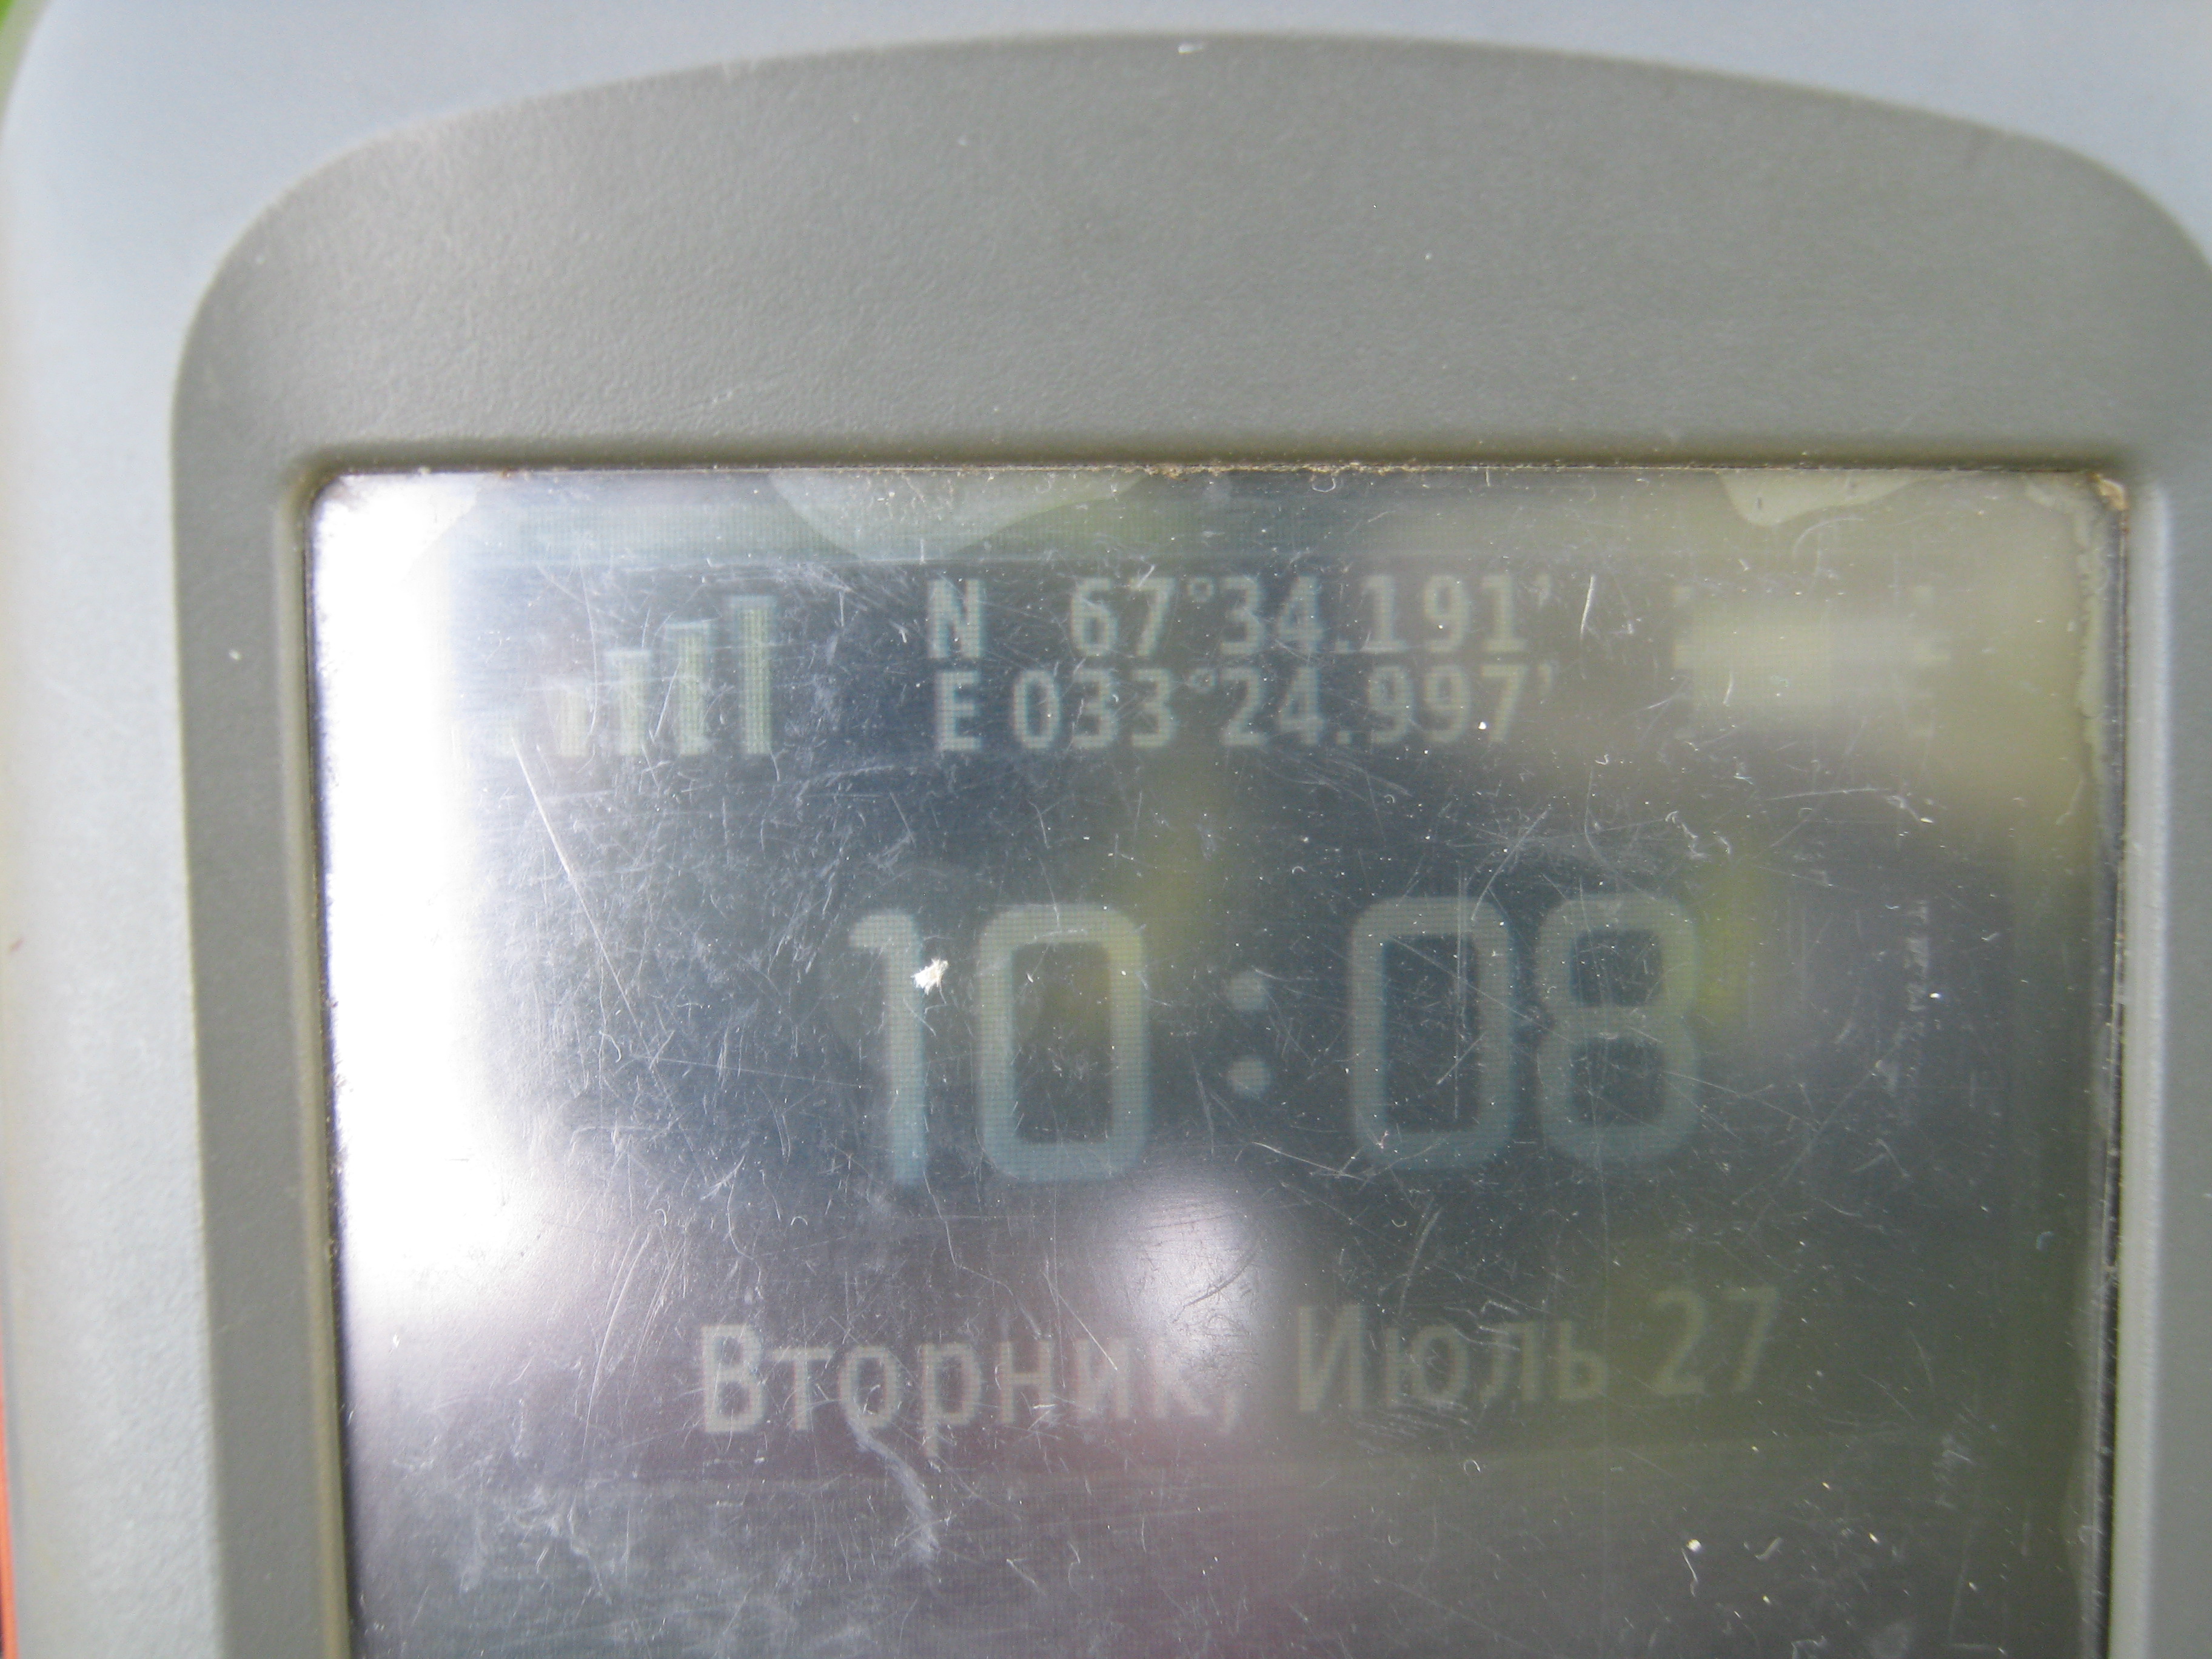 N 67°34.191'
E 033°24.997'
10:08
Вторник, Июль 27